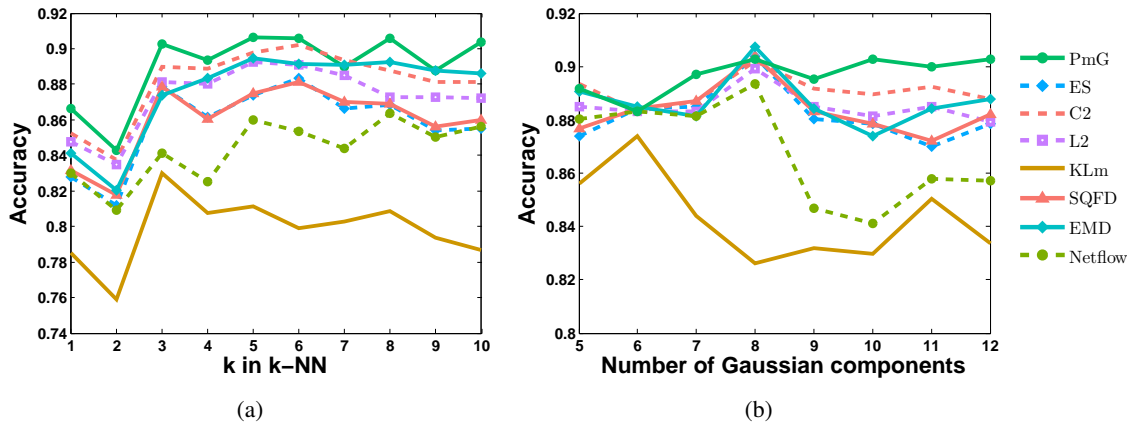 0.92
0.9
0.88
0.86
0.84
0.82
0.8
0.78
0.76
0.74
Accuracy
1 2 3 4 5 6 7 8 9 10
k in k−NN
(a)
0.92
0.9
0.88
0.86
0.84
0.82
0.8
Accuracy
5 6 7 8 9 10 11 12
Number of Gaussian components
(b)
PmG
ES
C2
L2
KLm
SQFD
EMD
Netflow